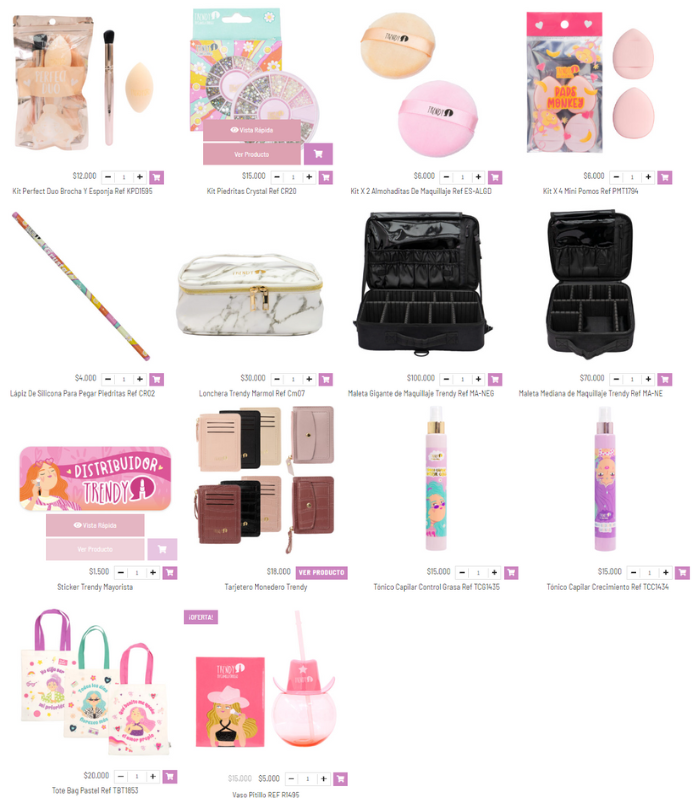 HELLO
DUO
TRENDY
PADS
MONKEY
TRENDY
TRENDY
Vista Rápida
Ver Producto
$12.000 − 1 +
$15.000 − 1 +
$6.000 − 1 +
$6.000 − 1 +
Kit Perfect Duo Brocha Y Esponja Ref KPD1595
Kit Piedritas Crystal Ref CR20
Kit X 2 Almohaditas De Maquillaje Ref ES-ALGD
Kit X 4 Mini Pomos Ref PMT1794
$4.000 − 1 +
$30.000 − 1 +
$100.000 − 1 +
$70.000 − 1 +
Lápiz De Silicona Para Pegar Piedritas Ref CR02
Lonchera Trendy Marmol Ref Cm07
Maleta Gigante de Maquillaje Trendy Ref MA-NEG
Maleta Mediana de Maquillaje Trendy Ref MA-NE
DISTRIBUIDOR
TRENDY
Vista Rápida
Ver Producto
$1.500 − 1 +
$18.000 VER PRODUCTO
$15.000 − 1 +
$15.000 − 1 +
Sticker Trendy Mayorista
Tarjetero Monedero Trendy
Tónico Capilar Control Grasa Ref TCG1435
Tónico Capilar Crecimiento Ref TCC1434
¡OFERTA!
TRENDY
TRENDY
$20.000 − 1 +
$15.000 $5.000 − 1 +
Tote Bag Pastel Ref TBT1853
Vaso Pitillo REF R1495